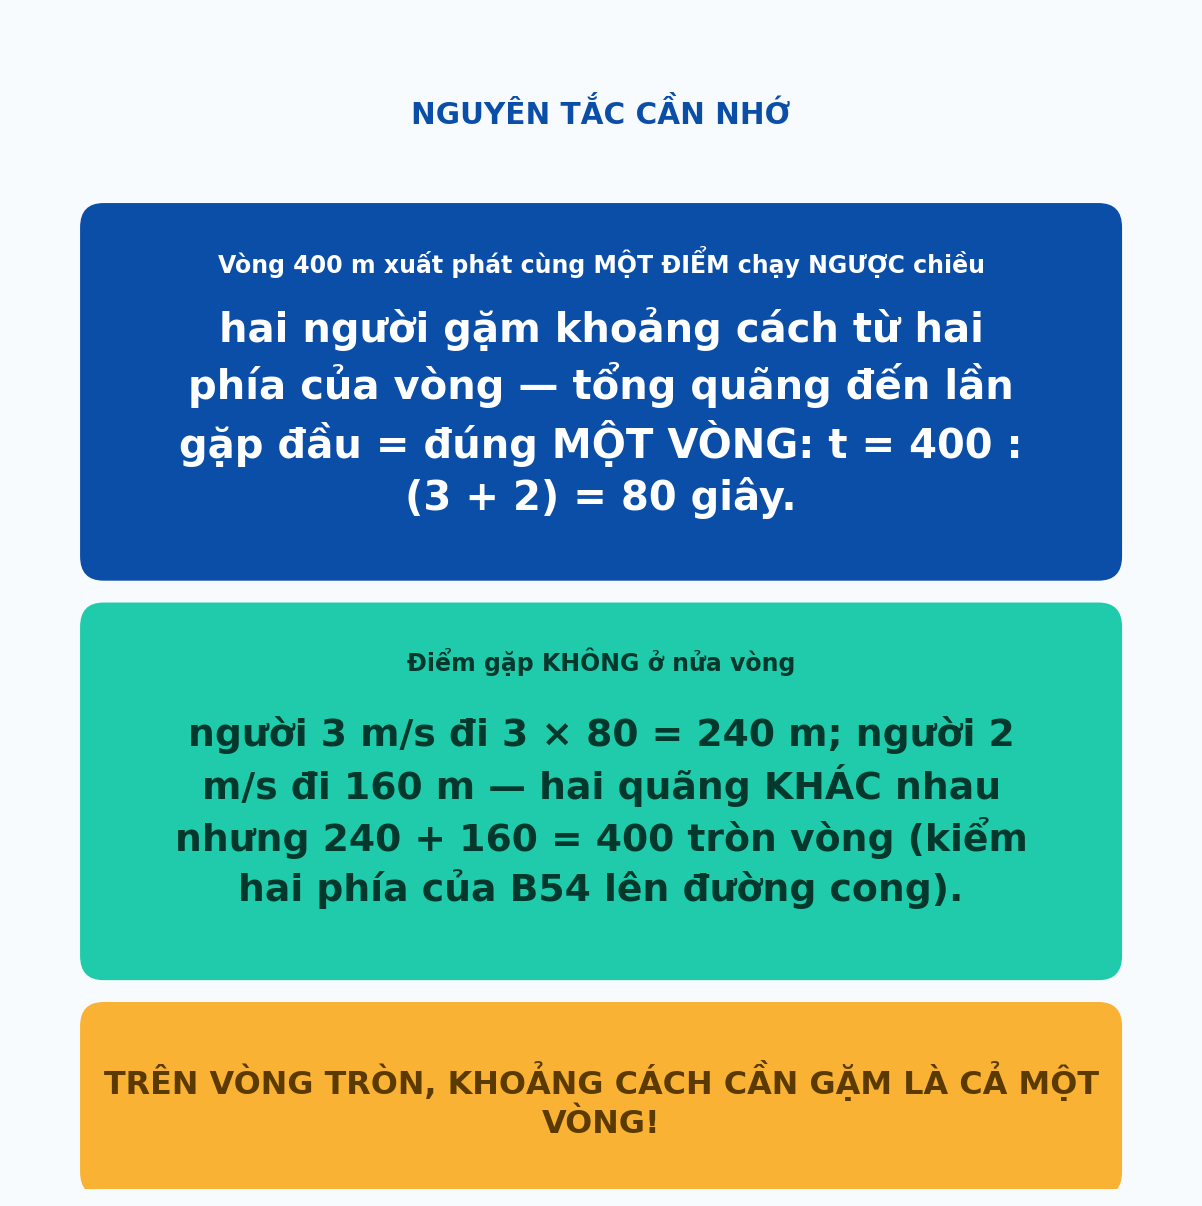 NGUYÊN TẮC CẦN NHỚ
Vòng 400 m xuất phát cùng MỘT ĐIỂM chạy NGƯỢC chiều
hai người gặm khoảng cách từ hai
phía của vòng — tổng quãng đến lần
gặp đầu = đúng MỘT VÒNG: t = 400 :
(3 + 2) = 80 giây.
Điểm gặp KHÔNG ở nửa vòng
người 3 m/s đi 3 × 80 = 240 m; người 2
m/s đi 160 m — hai quãng KHÁC nhau
nhưng 240 + 160 = 400 tròn vòng (kiểm
hai phía của B54 lên đường cong).
TRÊN VÒNG TRÒN, KHOẢNG CÁCH CẦN GẶM LÀ CẢ MỘT
VÒNG!